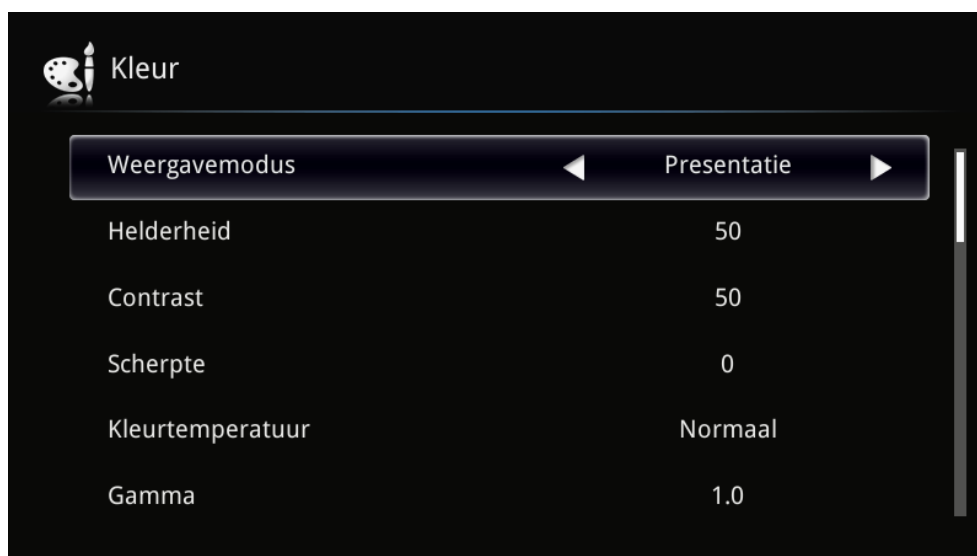 Kleur
Weergavemodus Presentatie
Helderheid 50
Contrast 50
Scherpte 0
Kleurtemperatuur Normaal
Gamma 1.0